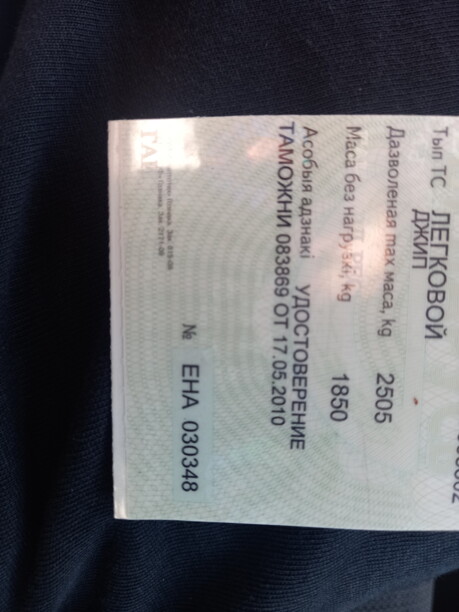 Тып ТС ЛЕГКОВОЙ
ДЖИП
Дазволеная max маса, kg 2505
Маса без нагрузкі, kg 1850
Асобыя адзнакі УДОСТОВЕРЕНИЕ
ТАМОЖНИ 083869 ОТ 17.05.2010
№ ЕНА 030348